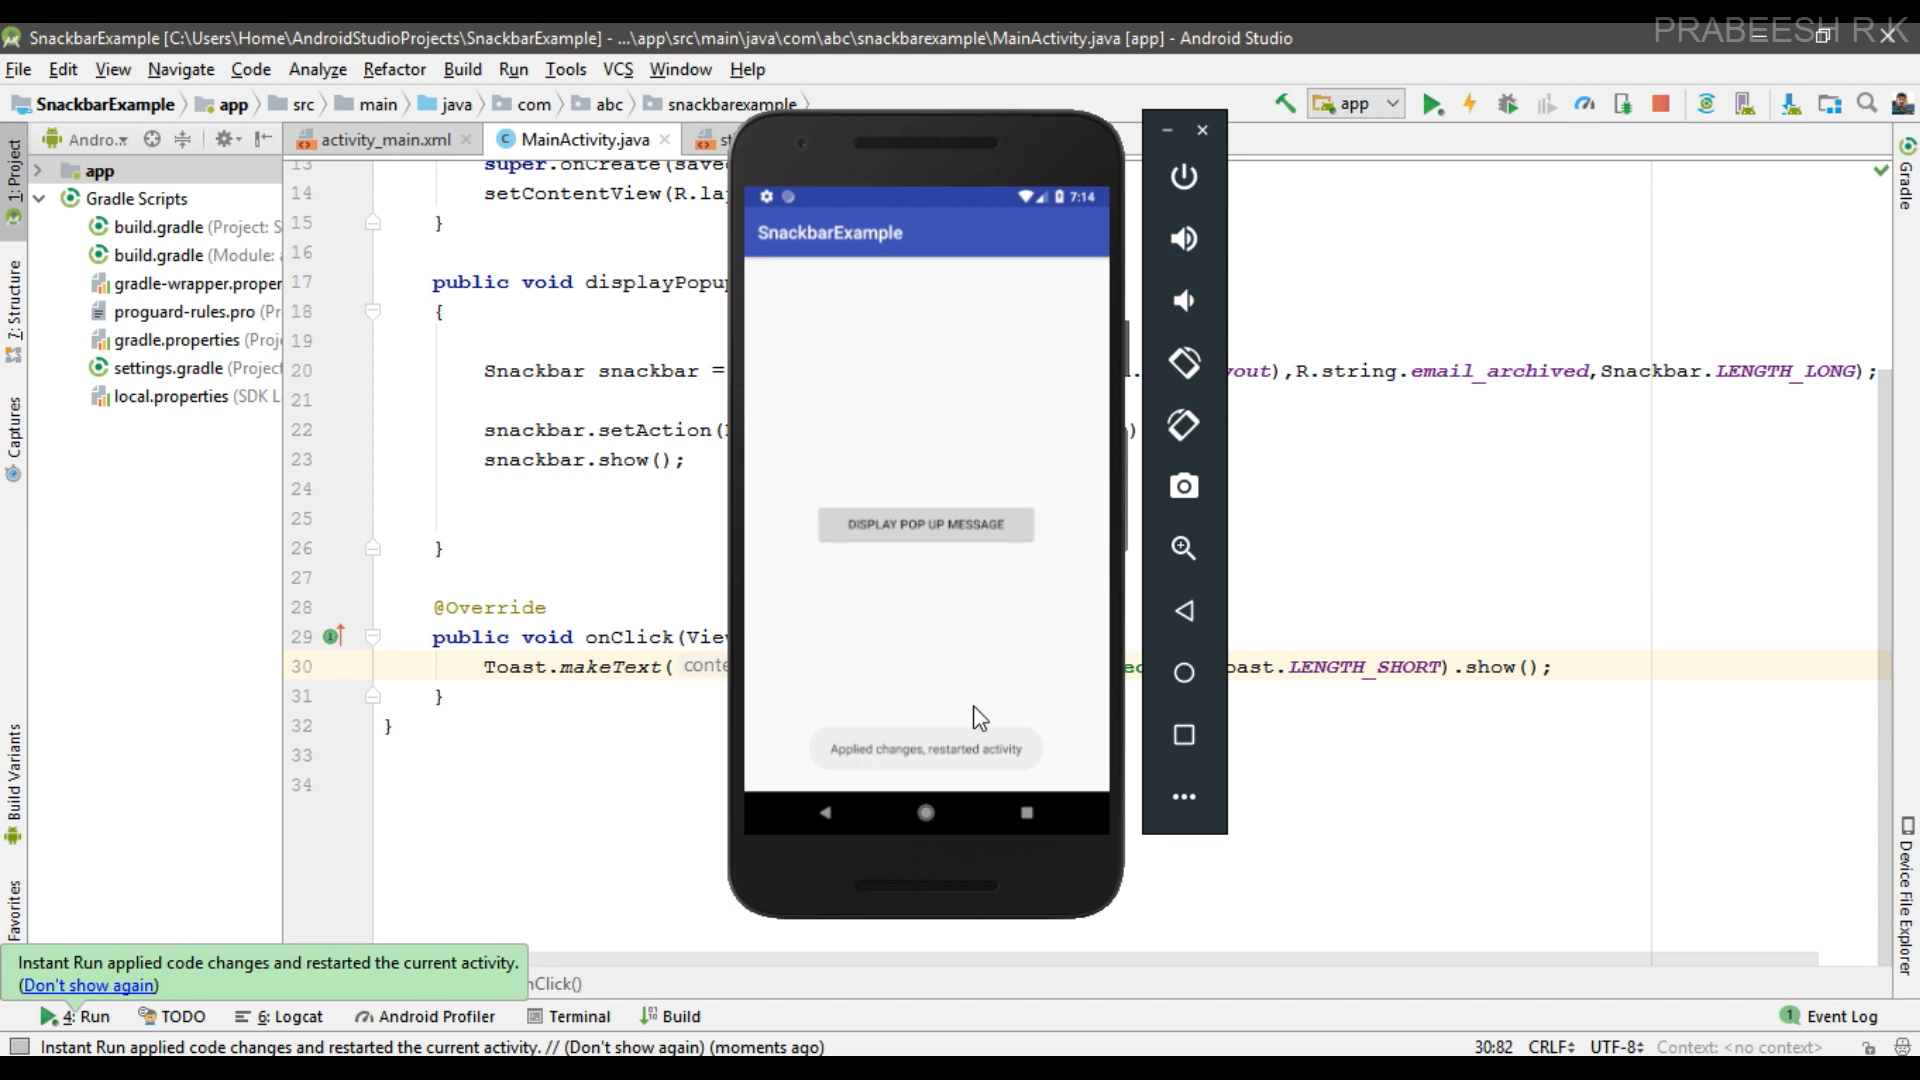 PRABEESH R K
SnackbarExample [C:\Users\Home\AndroidStudioProjects\SnackbarExample] - ...\app\src\main\java\com\abc\snackbarexample\MainActivity.java [app] - Android Studio
File Edit View Navigate Code Analyze Refactor Build Run Tools VCS Window Help
SnackbarExample app src main java com abc snackbarexample app
Andro.. activity_main.xml MainActivity.java
1: Project
7: Structure
Captures
Build Variants
Favorites
Gradle
Device File Explorer
app
Gradle Scripts
build.gradle (Project: S
build.gradle (Module:
gradle-wrapper.proper
proguard-rules.pro (Pr
gradle.properties (Proj
settings.gradle (Project
local.properties (SDK L
13 super.onCreate(save
14 setContentView(R.la
15 }
16
17 public void displayPopu
18 {
19
20 Snackbar snackbar = yout),R.string.email_archived,Snackbar.LENGTH_LONG);
21
22 snackbar.setAction( )
23 snackbar.show();
24
25
26 }
27
28 @Override
29 public void onClick(Vie
30 Toast.makeText( conte oast.LENGTH_SHORT).show();
31 }
32 }
33
34
7:14
SnackbarExample
DISPLAY POP UP MESSAGE
Applied changes, restarted activity
Instant Run applied code changes and restarted the current activity.
(Don't show again)
nClick()
4: Run TODO 6: Logcat Android Profiler Terminal Build 1 Event Log
Instant Run applied code changes and restarted the current activity. // (Don't show again) (moments ago) 30:82 CRLF UTF-8 Context: <no context>